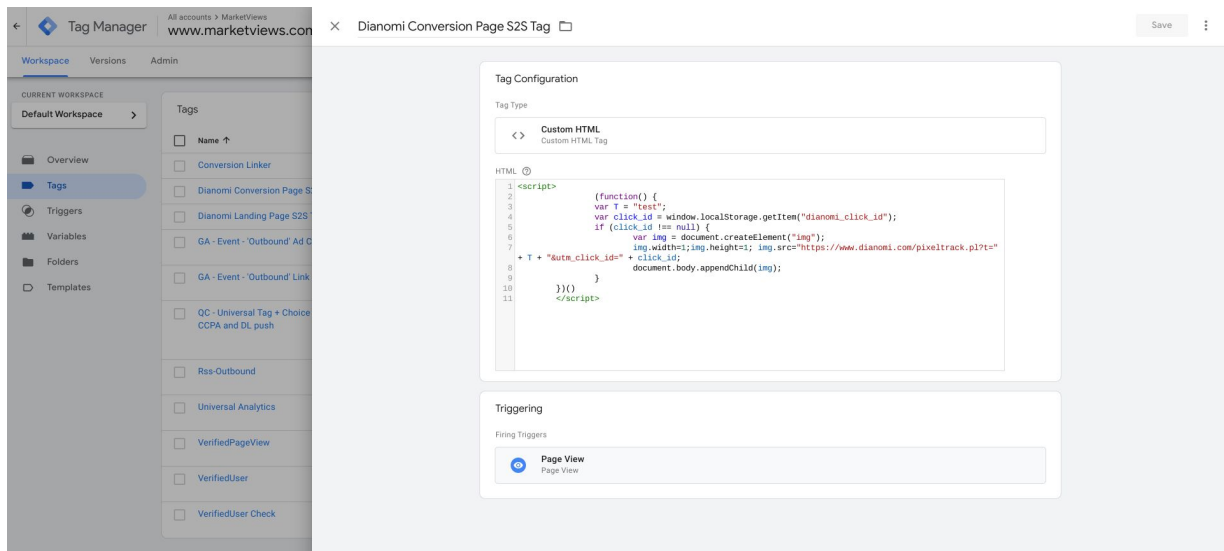 Tag Manager
All accounts > MarketViews
www.marketviews.con
Dianomi Conversion Page S2S Tag
Save
Workspace Versions Admin
CURRENT WORKSPACE
Default Workspace
Overview
Tags
Triggers
Variables
Folders
Templates
Tags
Name ↑
Conversion Linker
Dianomi Conversion Page S2
Dianomi Landing Page S2S
GA - Event - 'Outbound' Ad C
GA - Event - 'Outbound' Link
QC - Universal Tag + Choice
CCPA and DL push
Rss-Outbound
Universal Analytics
VerifiedPageView
VerifiedUser
VerifiedUser Check
Tag Configuration
Tag Type
Custom HTML
Custom HTML Tag
HTML
1 <script>
2 (function() {
3 var T = "test";
4 var click_id = window.localStorage.getItem("dianomi_click_id");
5 if (click_id !== null) {
6 var img = document.createElement("img");
7 img.width=1;img.height=1; img.src="https://www.dianomi.com/pixeltrack.pl?t="
+ T + "&utm_click_id=" + click_id;
8 document.body.appendChild(img);
9 }
10 })()
11 </script>
Triggering
Firing Triggers
Page View
Page View